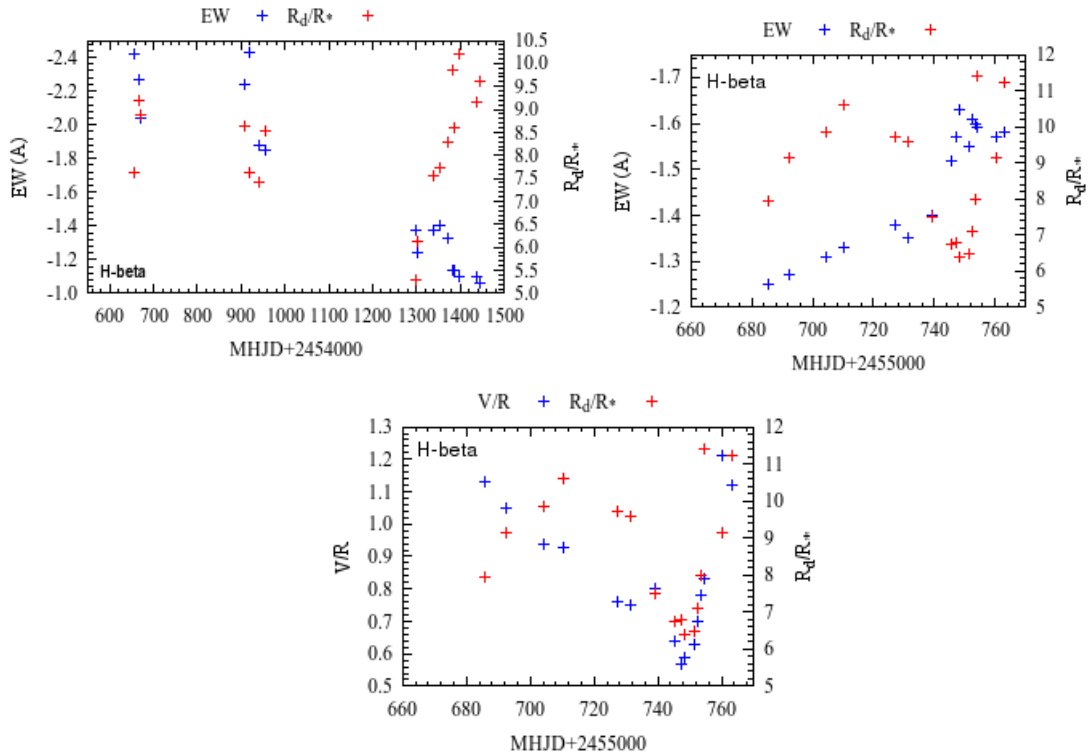 EW + R_d/R* +
EW (A)
-2.4
-2.2
-2.0
-1.8
-1.6
-1.4
-1.2
-1.0
10.5
10.0
9.5
9.0
8.5
8.0
7.5
7.0
6.5
6.0
5.5
5.0
R_d/R*
H-beta
600 700 800 900 1000 1100 1200 1300 1400 1500
MHJD+2454000
EW + R_d/R* +
H-beta
EW (A)
-1.7
-1.6
-1.5
-1.4
-1.3
-1.2
12
11
10
9
8
7
6
5
R_d/R*
660 680 700 720 740 760
MHJD+2455000
V/R + R_d/R* +
H-beta
V/R
1.3
1.2
1.1
1.0
0.9
0.8
0.7
0.6
0.5
12
11
10
9
8
7
6
5
R_d/R*
660 680 700 720 740 760
MHJD+2455000